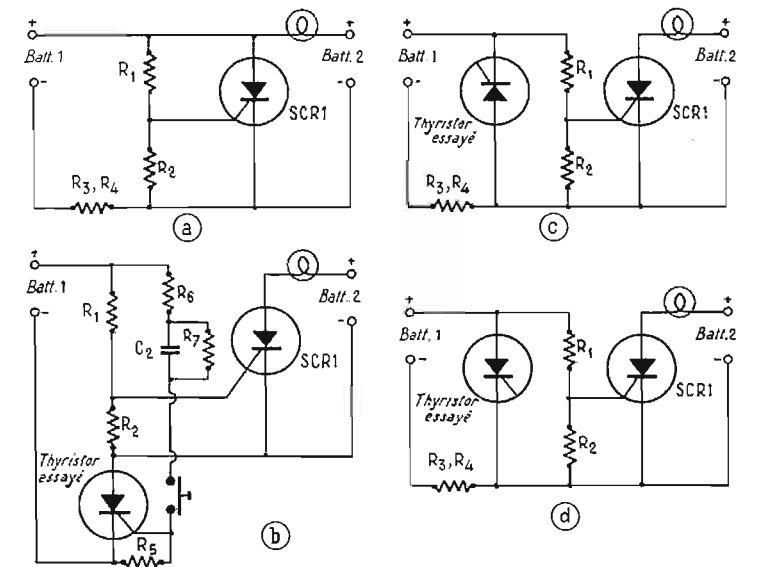 + +
Batt.1 Batt.2
- -
R1
SCR1
R2
R3, R4
a
+ +
Batt.1 Batt.2
- -
R1
SCR1
Thyristor
essayé
R2
R3, R4
c
+ +
Batt.1 Batt.2
- -
R1 R6
C2 R7
SCR1
R2
Thyristor
essayé
R5
b
+ +
Batt.1 Batt.2
- -
R1
SCR1
Thyristor
essayé
R2
R3, R4
d